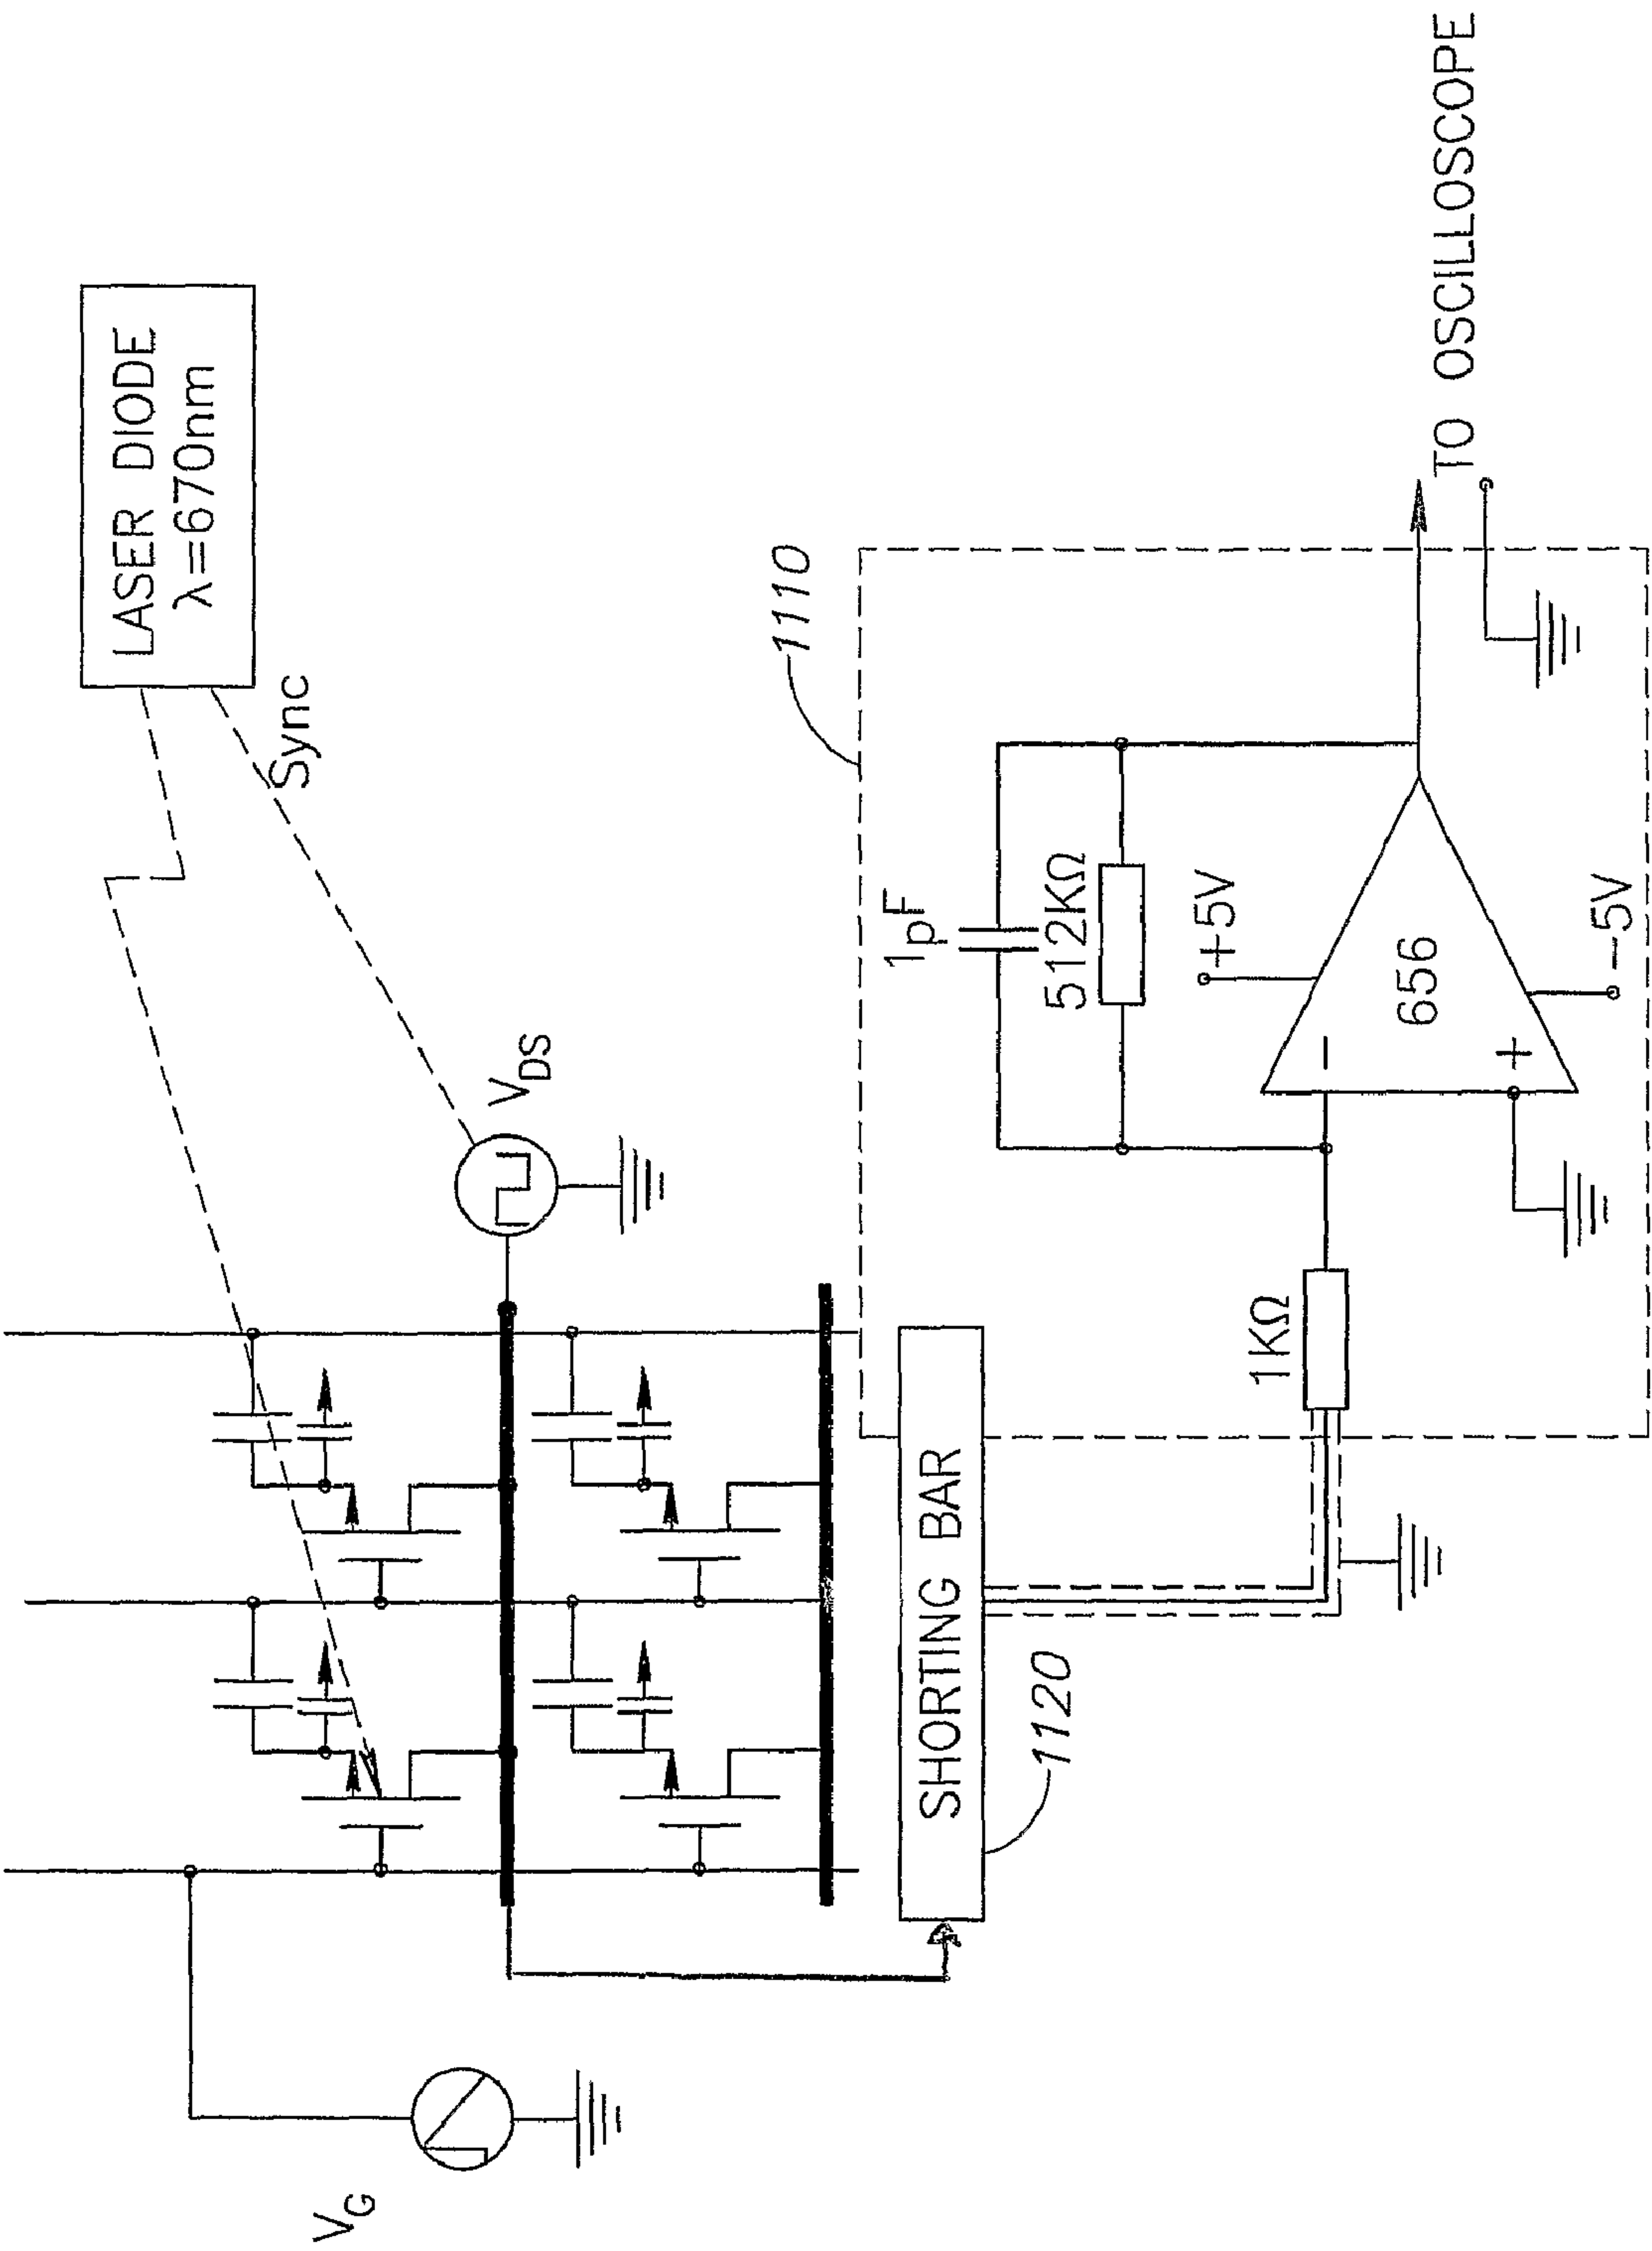 LASER DIODE
λ=670nm
Sync
V_G
V_DS
1110
1pF
512KΩ
+5V
656
−
+
−5V
1KΩ
SHORTING BAR
1120
TO OSCILLOSCOPE